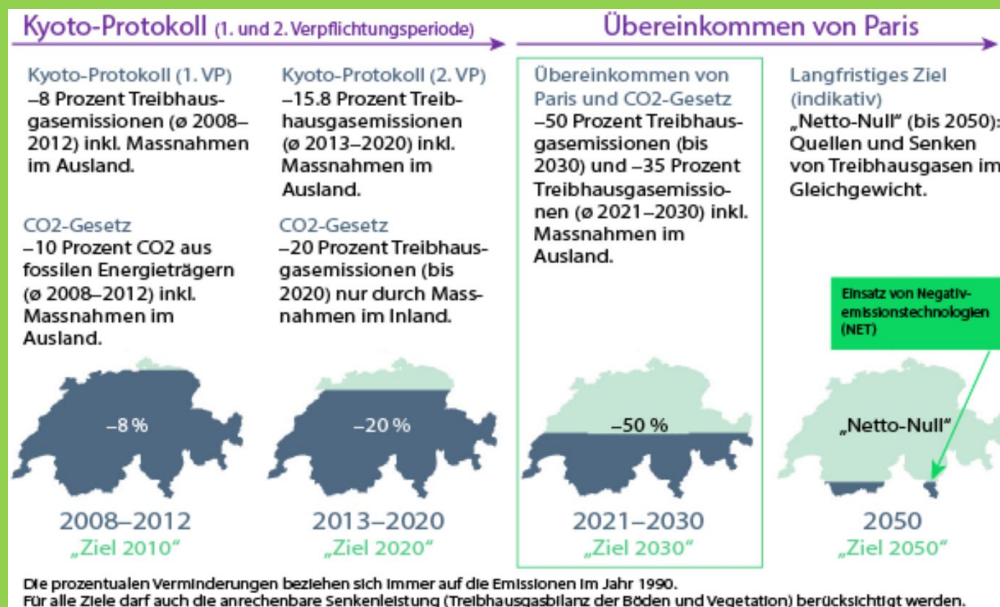 Kyoto-Protokoll (1. und 2. Verpflichtungsperiode)
Übereinkommen von Paris
Kyoto-Protokoll (1. VP)
–8 Prozent Treibhaus-
gasemissionen (ø 2008–
2012) inkl. Massnahmen
im Ausland.
CO2-Gesetz
–10 Prozent CO2 aus
fossilen Energieträgern
(ø 2008–2012) inkl.
Massnahmen im
Ausland.
Kyoto-Protokoll (2. VP)
–15.8 Prozent Treib-
hausgasemissionen
(ø 2013–2020) inkl.
Massnahmen im
Ausland.
CO2-Gesetz
–20 Prozent Treibhaus-
gasemissionen (bis
2020) nur durch Mass-
nahmen im Inland.
Übereinkommen von
Paris und CO2-Gesetz
–50 Prozent Treibhaus-
gasemissionen (bis
2030) und –35 Prozent
Treibhausgasemissio-
nen (ø 2021–2030) inkl.
Massnahmen im
Ausland.
Langfristiges Ziel
(indikativ)
„Netto-Null“ (bis 2050):
Quellen und Senken
von Treibhausgasen im
Gleichgewicht.
Einsatz von Negativ-
emissionstechnologien
(NET)
–8 %
–20 %
–50 %
„Netto-Null“
2008–2012
„Ziel 2010“
2013–2020
„Ziel 2020“
2021–2030
„Ziel 2030“
2050
„Ziel 2050“
Die prozentualen Verminderungen beziehen sich immer auf die Emissionen im Jahr 1990.
Für alle Ziele darf auch die anrechenbare Senkenleistung (Treibhausgasbilanz der Böden und Vegetation) berücksichtigt werden.